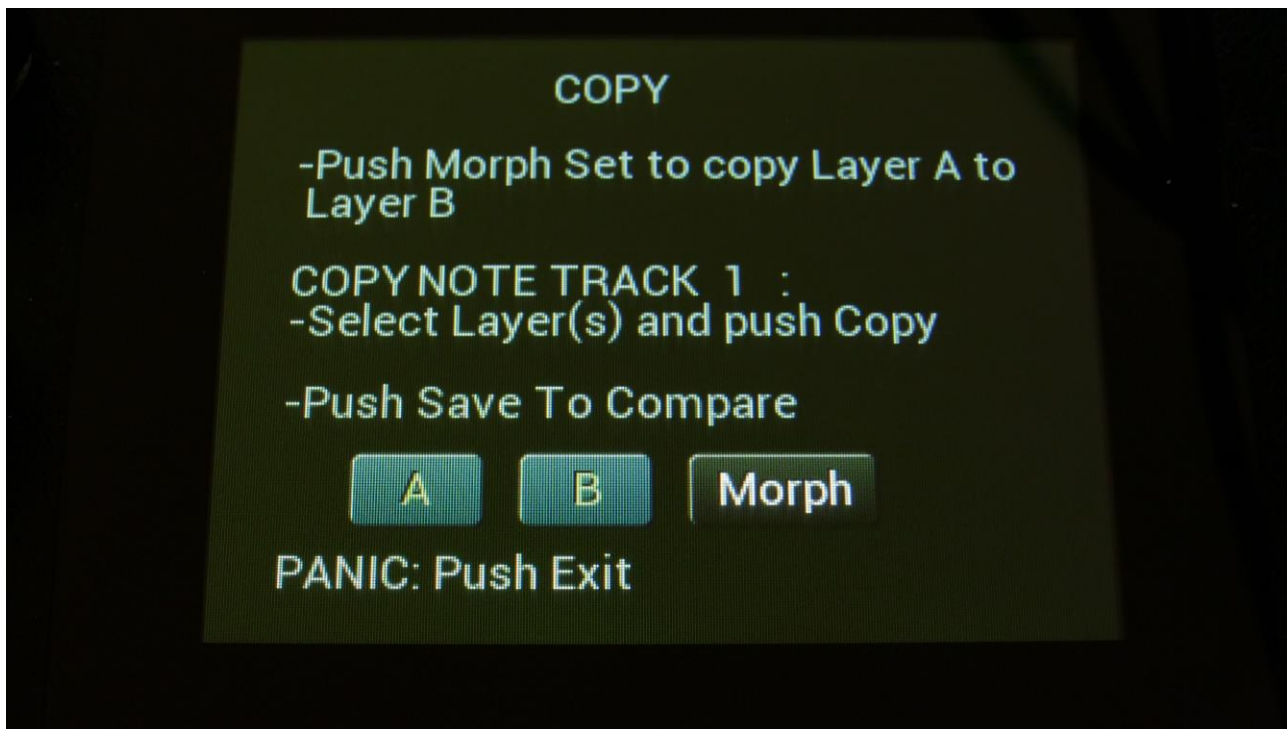 COPY
-Push Morph Set to copy Layer A to
Layer B
COPY NOTE TRACK 1 :
-Select Layer(s) and push Copy
-Push Save To Compare
A B Morph
PANIC: Push Exit